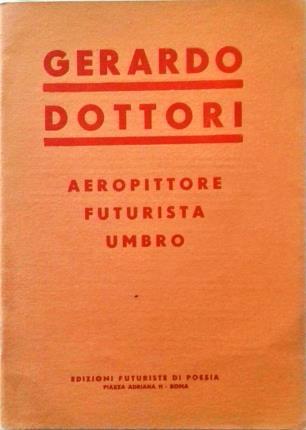 GERARDO
DOTTORI
AEROPITTORE
FUTURISTA
UMBRO
EDIZIONI FUTURISTE DI POESIA
PIAZZA ADRIANA 11 - ROMA